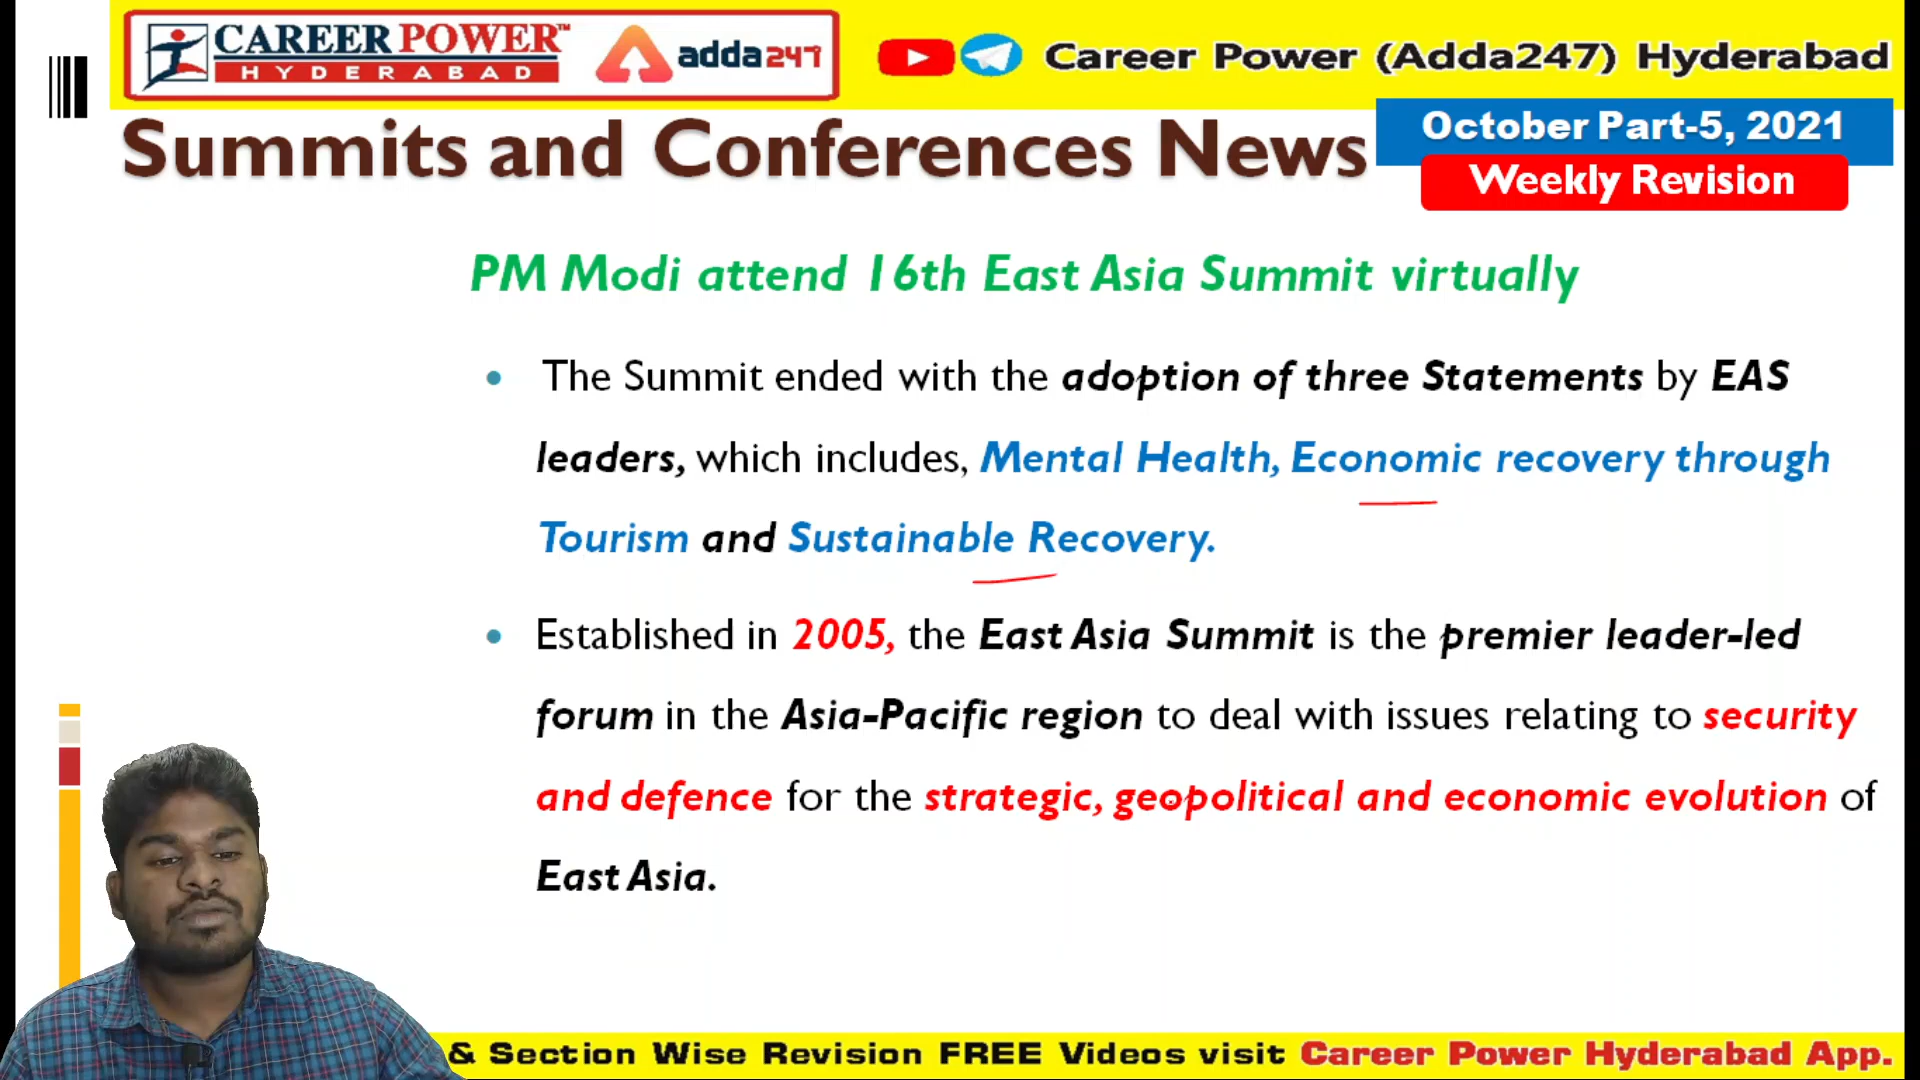 CAREER POWER™
HYDERABAD
adda247
Career Power (Adda247) Hyderabad
Summits and Conferences News
October Part-5, 2021
Weekly Revision
PM Modi attend 16th East Asia Summit virtually
• The Summit ended with the adoption of three Statements by EAS
leaders, which includes, Mental Health, Economic recovery through
Tourism and Sustainable Recovery.
• Established in 2005, the East Asia Summit is the premier leader-led
forum in the Asia-Pacific region to deal with issues relating to security
and defence for the strategic, geopolitical and economic evolution of
East Asia.
& Section Wise Revision FREE Videos visit Career Power Hyderabad App.